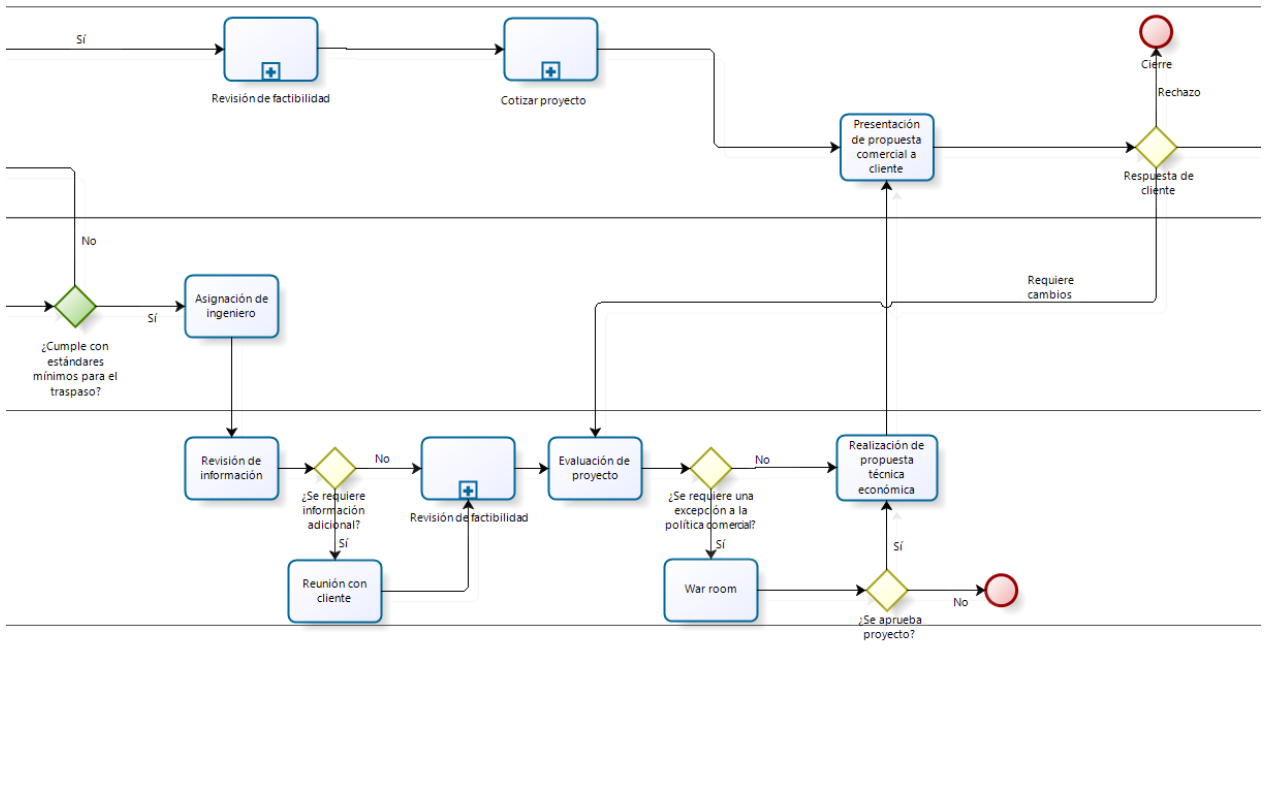 Sí
Revisión de factibilidad
Cotizar proyecto
Cierre
Rechazo
Presentación
de propuesta
comercial a
cliente
Respuesta de
cliente
No
Sí
¿Cumple con
estándares
mínimos para el
traspaso?
Asignación de
ingeniero
Requiere
cambios
Revisión de
información
No
¿Se requiere
información
adicional?
Sí
Reunión con
cliente
Revisión de factibilidad
Evaluación de
proyecto
No
¿Se requiere una
excepción a la
política comercial?
Sí
War room
Realización de
propuesta
técnica
económica
Sí
No
¿Se aprueba
proyecto?